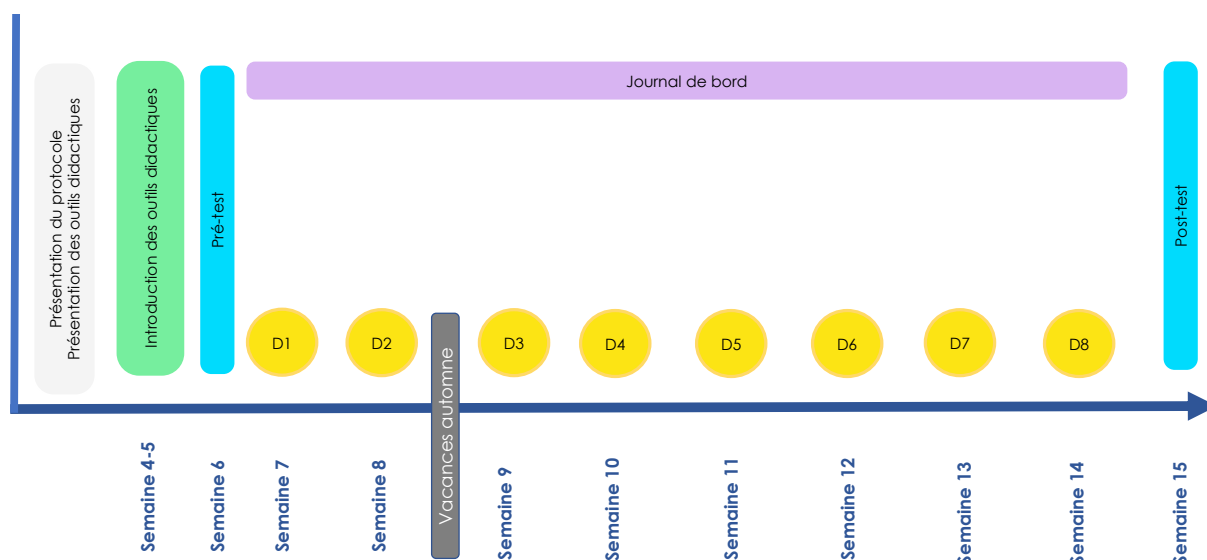 Journal de bord
Présentation du protocole
Présentation des outils didactiques
Introduction des outils didactiques
Pré-test
Post-test
D1
D2
D3
D4
D5
D6
D7
D8
Vacances automne
Semaine 4-5
Semaine 6
Semaine 7
Semaine 8
Semaine 9
Semaine 10
Semaine 11
Semaine 12
Semaine 13
Semaine 14
Semaine 15